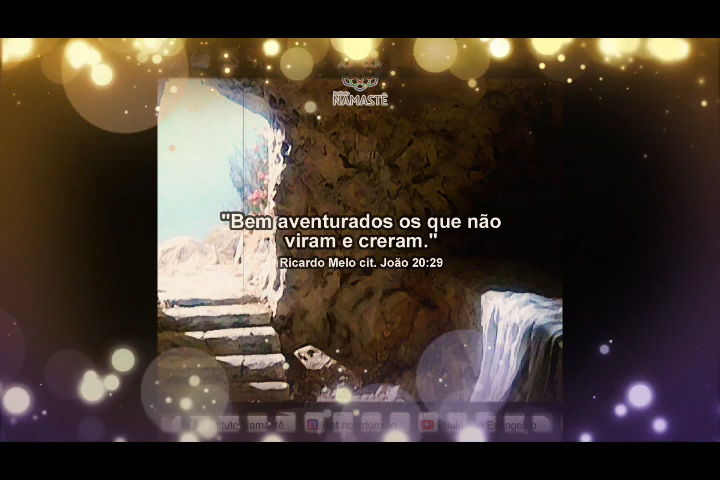 NAMASTÊ
"Bem aventurados os que não
viram e creram."
Ricardo Melo cit. João 20:29